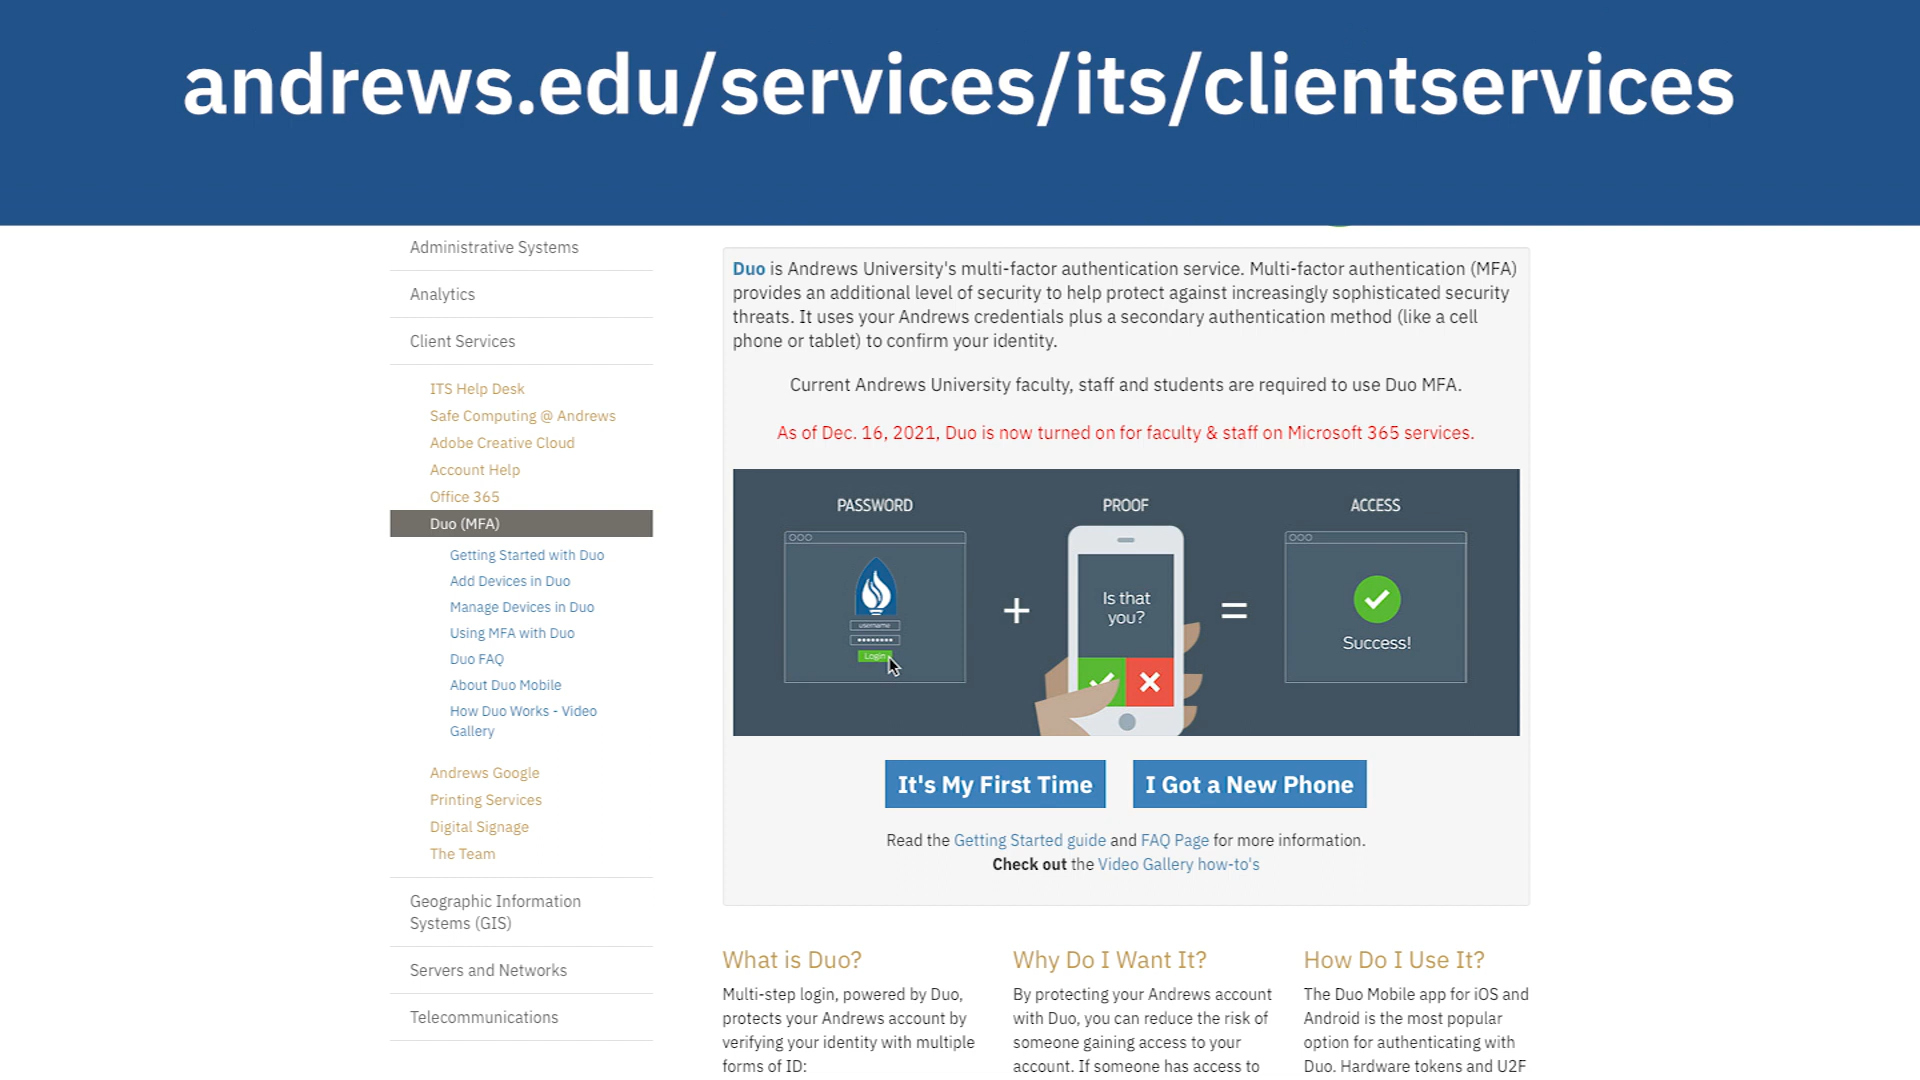 andrews.edu/services/its/clientservices
Administrative Systems
Analytics
Client Services
ITS Help Desk
Safe Computing @ Andrews
Adobe Creative Cloud
Account Help
Office 365
Duo (MFA)
Getting Started with Duo
Add Devices in Duo
Manage Devices in Duo
Using MFA with Duo
Duo FAQ
About Duo Mobile
How Duo Works - Video
Gallery
Andrews Google
Printing Services
Digital Signage
The Team
Geographic Information
Systems (GIS)
Servers and Networks
Telecommunications
Duo is Andrews University's multi-factor authentication service. Multi-factor authentication (MFA)
provides an additional level of security to help protect against increasingly sophisticated security
threats. It uses your Andrews credentials plus a secondary authentication method (like a cell
phone or tablet) to confirm your identity.
Current Andrews University faculty, staff and students are required to use Duo MFA.
As of Dec. 16, 2021, Duo is now turned on for faculty & staff on Microsoft 365 services.
PASSWORD
username
Login
+
PROOF
Is that
you?
=
ACCESS
Success!
It's My First Time
I Got a New Phone
Read the Getting Started guide and FAQ Page for more information.
Check out the Video Gallery how-to's
What is Duo?
Multi-step login, powered by Duo,
protects your Andrews account by
verifying your identity with multiple
forms of ID:
Why Do I Want It?
By protecting your Andrews account
with Duo, you can reduce the risk of
someone gaining access to your
account. If someone has access to
How Do I Use It?
The Duo Mobile app for iOS and
Android is the most popular
option for authenticating with
Duo. Hardware tokens and U2F